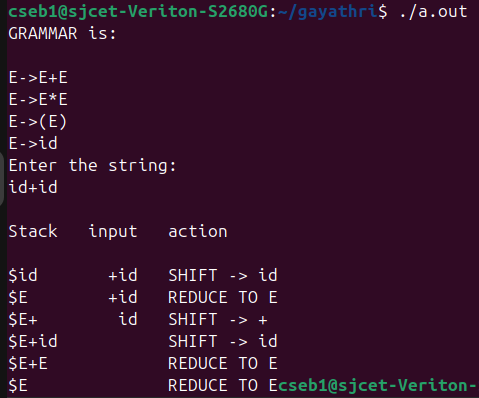 cseb1@sjcet-Veriton-S2680G:~/gayathri$ ./a.out
GRAMMAR is:
E->E+E
E->E*E
E->(E)
E->id
Enter the string:
id+id
Stack   input   action
$id       +id   SHIFT -> id
$E        +id   REDUCE TO E
$E+        id   SHIFT -> +
$E+id           SHIFT -> id
$E+E            REDUCE TO E
$E              REDUCE TO Ecseb1@sjcet-Veriton-